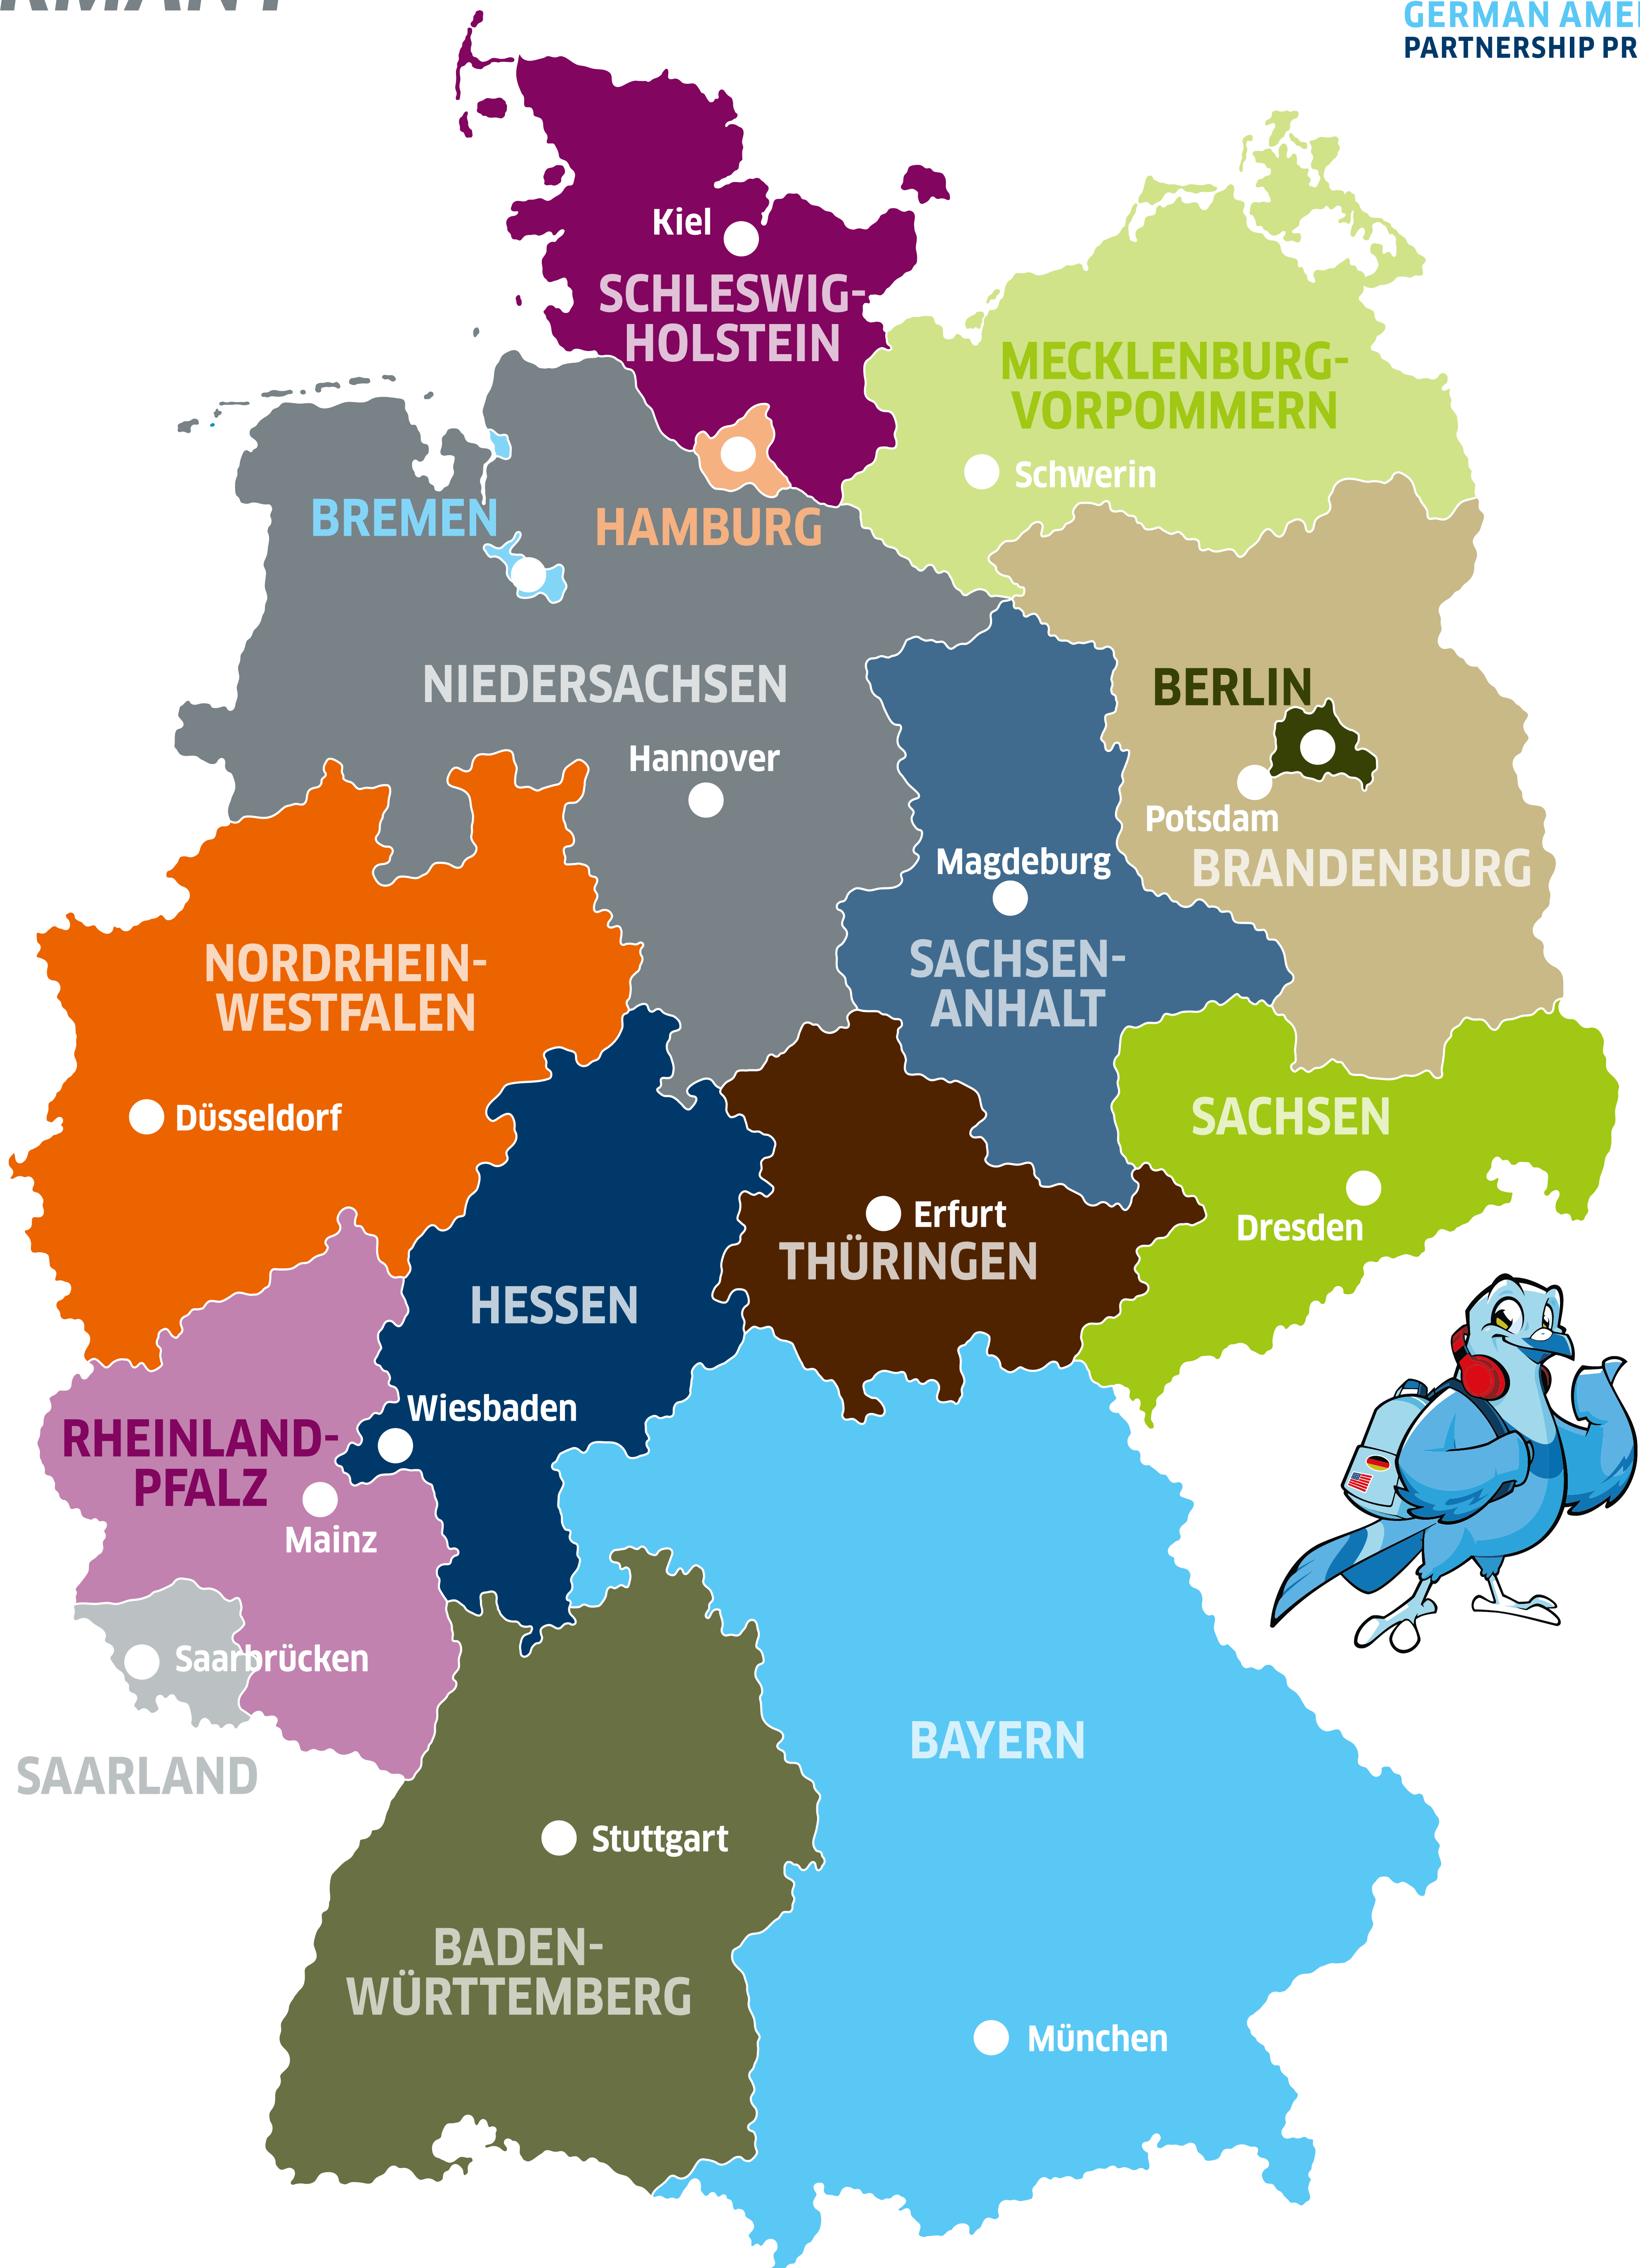 GERMAN AME
PARTNERSHIP PR
Kiel
SCHLESWIG-
HOLSTEIN
MECKLENBURG-
VORPOMMERN
Schwerin
BREMEN
HAMBURG
NIEDERSACHSEN
Hannover
BERLIN
Potsdam
BRANDENBURG
Magdeburg
SACHSEN-
ANHALT
NORDRHEIN-
WESTFALEN
Düsseldorf
SACHSEN
Dresden
Erfurt
THÜRINGEN
HESSEN
Wiesbaden
RHEINLAND-
PFALZ
Mainz
Saarbrücken
SAARLAND
BAYERN
Stuttgart
BADEN-
WÜRTTEMBERG
München